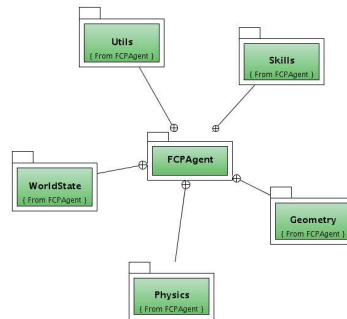 Utils
{ From FCPAgent }
Skills
{ From FCPAgent }
FCPAgent
WorldState
{ From FCPAgent }
Geometry
{ From FCPAgent }
Physics
{ From FCPAgent }